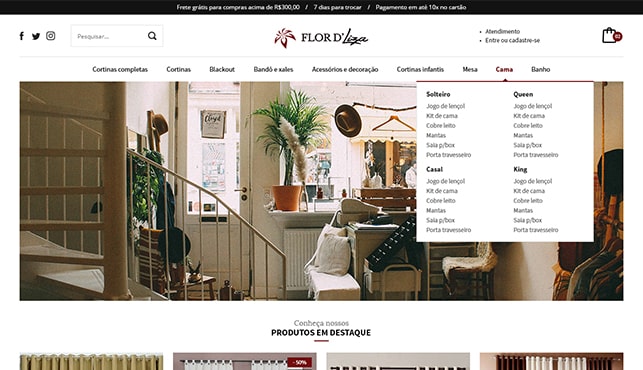 Frete grátis para compras acima de R$300,00 / 7 dias para trocar / Pagamento em até 10x no cartão
Pesquisar...
FLOR D'Liza
Atendimento
Entre ou cadastre-se
02
Cortinas completas Cortinas Blackout Bandô e xales Acessórios e decoração Cortinas infantis Mesa Cama Banho
Solteiro
Jogo de lençol
Kit de cama
Cobre leito
Mantas
Saia p/box
Porta travesseiro
Queen
Jogo de lençol
Kit de cama
Cobre leito
Mantas
Saia p/box
Porta travesseiro
Casal
Jogo de lençol
Kit de cama
Cobre leito
Mantas
Saia p/box
Porta travesseiro
King
Jogo de lençol
Kit de cama
Cobre leito
Mantas
Saia p/box
Porta travesseiro
Closed
Conheça nossos
PRODUTOS EM DESTAQUE
- 50%